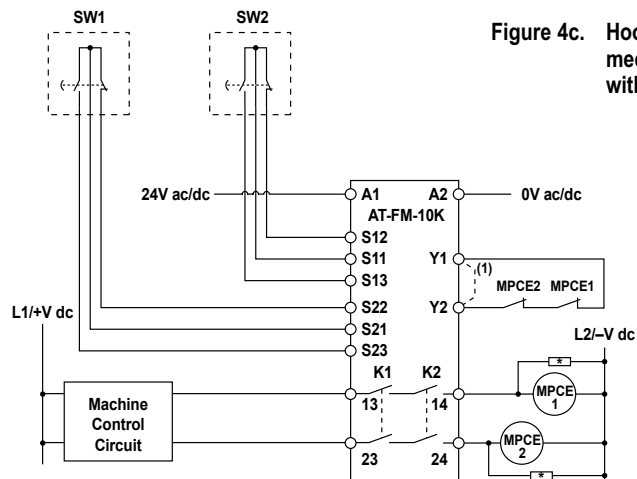 SW1
SW2
Figure 4c. Hoo
med
with
24V ac/dc
A1
A2
0V ac/dc
AT-FM-10K
S12
S11
Y1
(1)
S13
MPCE2
MPCE1
S22
Y2
L1/+V dc
S21
L2/–V dc
S23
*
K1
K2
13
14
MPCE
1
Machine
Control
Circuit
MPCE
2
23
24
*